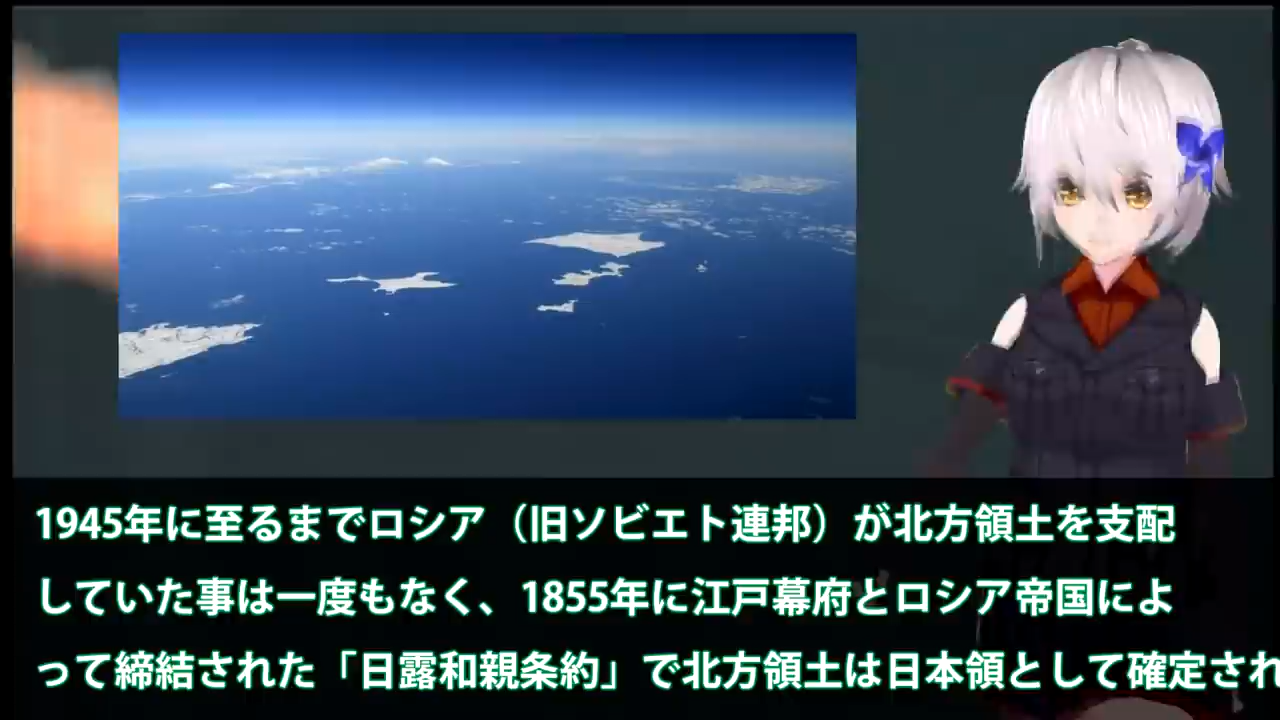 1945年に至るまでロシア（旧ソビエト連邦）が北方領土を支配
していた事は一度もなく、1855年に江戸幕府とロシア帝国によ
って締結された「日露和親条約」で北方領土は日本領として確定され